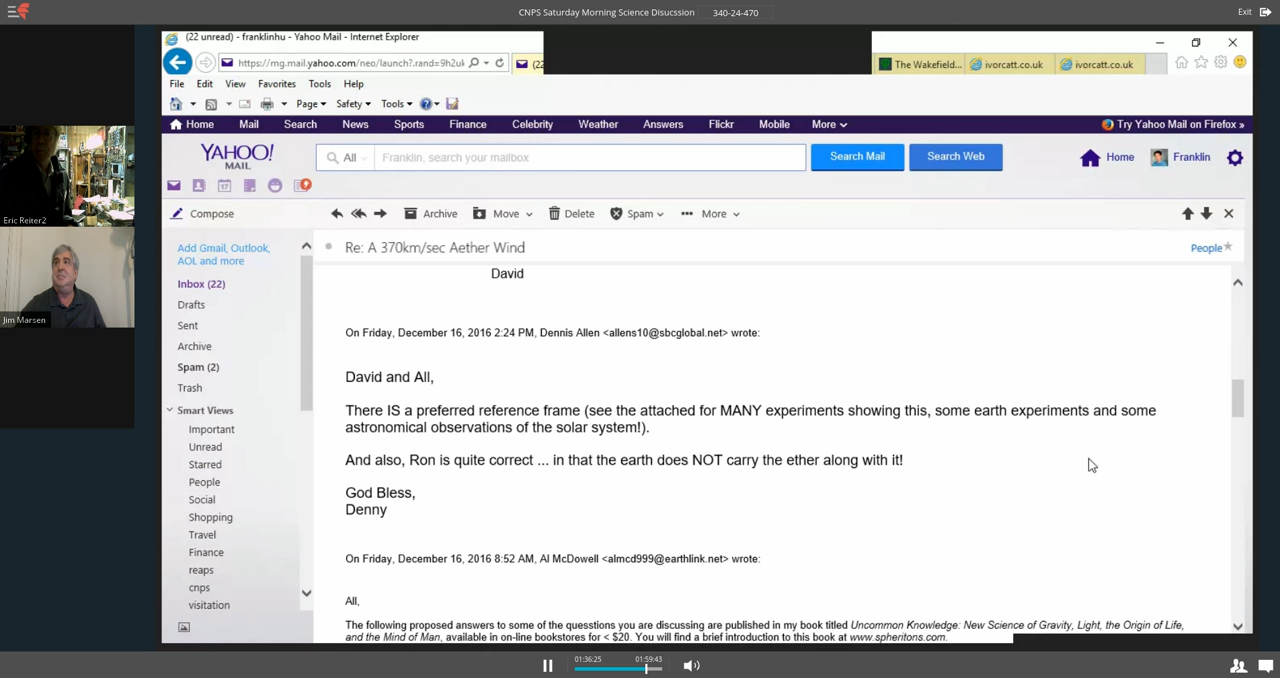 CNPS Saturday Morning Science Disucssion 340-24-470 Exit
(22 unread) - franklinhu - Yahoo Mail - Internet Explorer
https://mg.mail.yahoo.com/neo/launch?.rand=9h2uk
(22
The Wakefield... ivorcatt.co.uk ivorcatt.co.uk
File Edit View Favorites Tools Help
Page Safety Tools
Home Mail Search News Sports Finance Celebrity Weather Answers Flickr Mobile More Try Yahoo Mail on Firefox »
YAHOO!
MAIL
All Franklin, search your mailbox Search Mail Search Web Home Franklin
17
Compose
Archive Move Delete Spam More
Add Gmail, Outlook,
AOL and more
Inbox (22)
Drafts
Sent
Archive
Spam (2)
Trash
Smart Views
Important
Unread
Starred
People
Social
Shopping
Travel
Finance
reaps
cnps
visitation
Re: A 370km/sec Aether Wind People
David
On Friday, December 16, 2016 2:24 PM, Dennis Allen <allens10@sbcglobal.net> wrote:
David and All,
There IS a preferred reference frame (see the attached for MANY experiments showing this, some earth experiments and some
astronomical observations of the solar system!).
And also, Ron is quite correct ... in that the earth does NOT carry the ether along with it!
God Bless,
Denny
On Friday, December 16, 2016 8:52 AM, Al McDowell <almcd999@earthlink.net> wrote:
All,
The following proposed answers to some of the quesstions you are discussing are published in my book titled Uncommon Knowledge: New Science of Gravity, Light, the Origin of Life,
and the Mind of Man, available in on-line bookstores for < $20. You will find a brief introduction to this book at www.spheritons.com.
Eric Reiter2
Jim Marsen
01:36:25 01:59:43